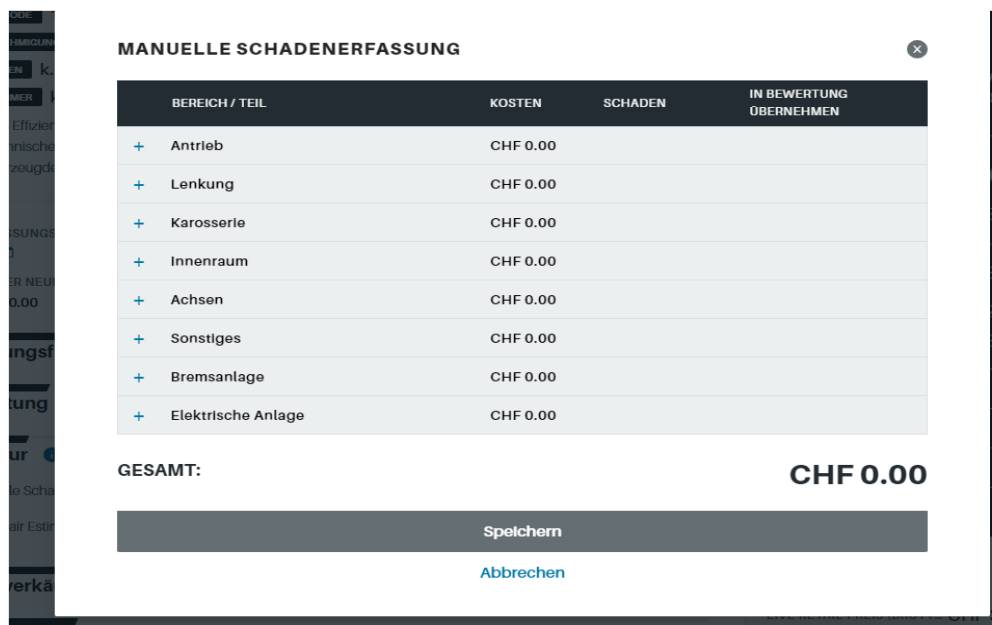 MANUELLE SCHADENERFASSUNG
BEREICH / TEIL KOSTEN SCHADEN IN BEWERTUNG
ÜBERNEHMEN
+ Antrieb CHF 0.00
+ Lenkung CHF 0.00
+ Karosserie CHF 0.00
+ Innenraum CHF 0.00
+ Achsen CHF 0.00
+ Sonstiges CHF 0.00
+ Bremsanlage CHF 0.00
+ Elektrische Anlage CHF 0.00
GESAMT: CHF 0.00
Speichern
Abbrechen